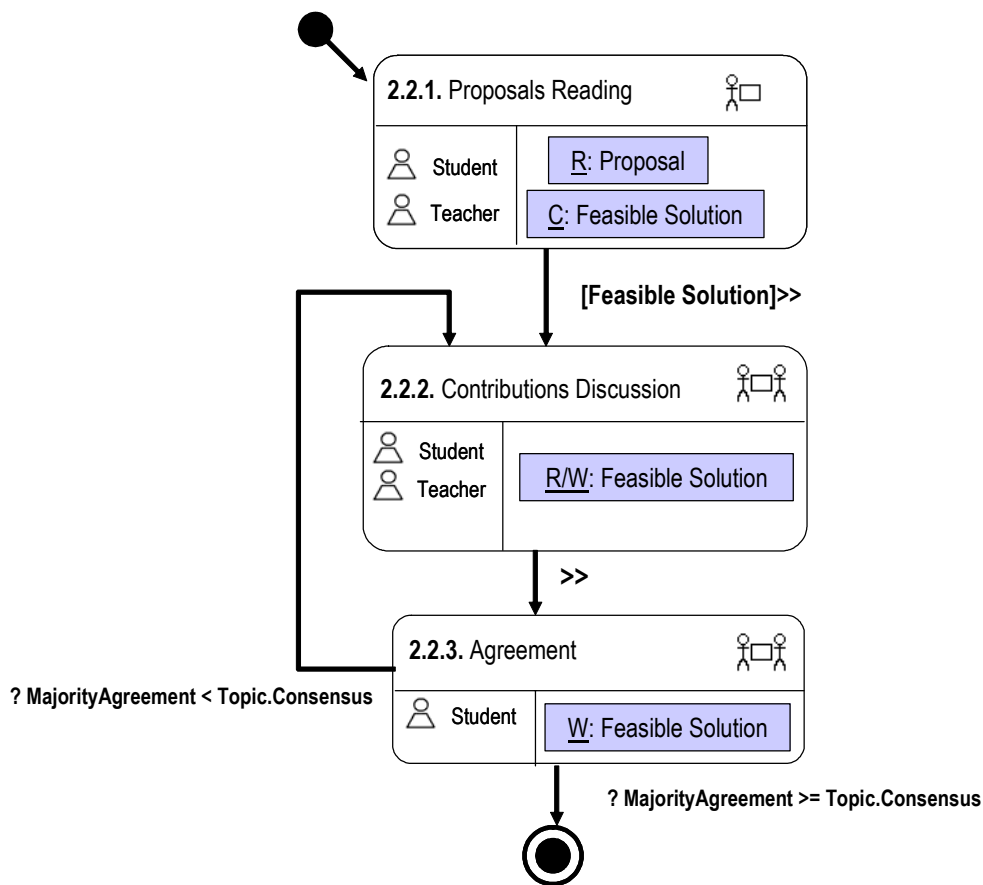 2.2.1. Proposals Reading
Student
R: Proposal
Teacher
C: Feasible Solution
[Feasible Solution]>>
2.2.2. Contributions Discussion
Student
Teacher
R/W: Feasible Solution
>>
2.2.3. Agreement
? MajorityAgreement < Topic.Consensus
Student
W: Feasible Solution
? MajorityAgreement >= Topic.Consensus